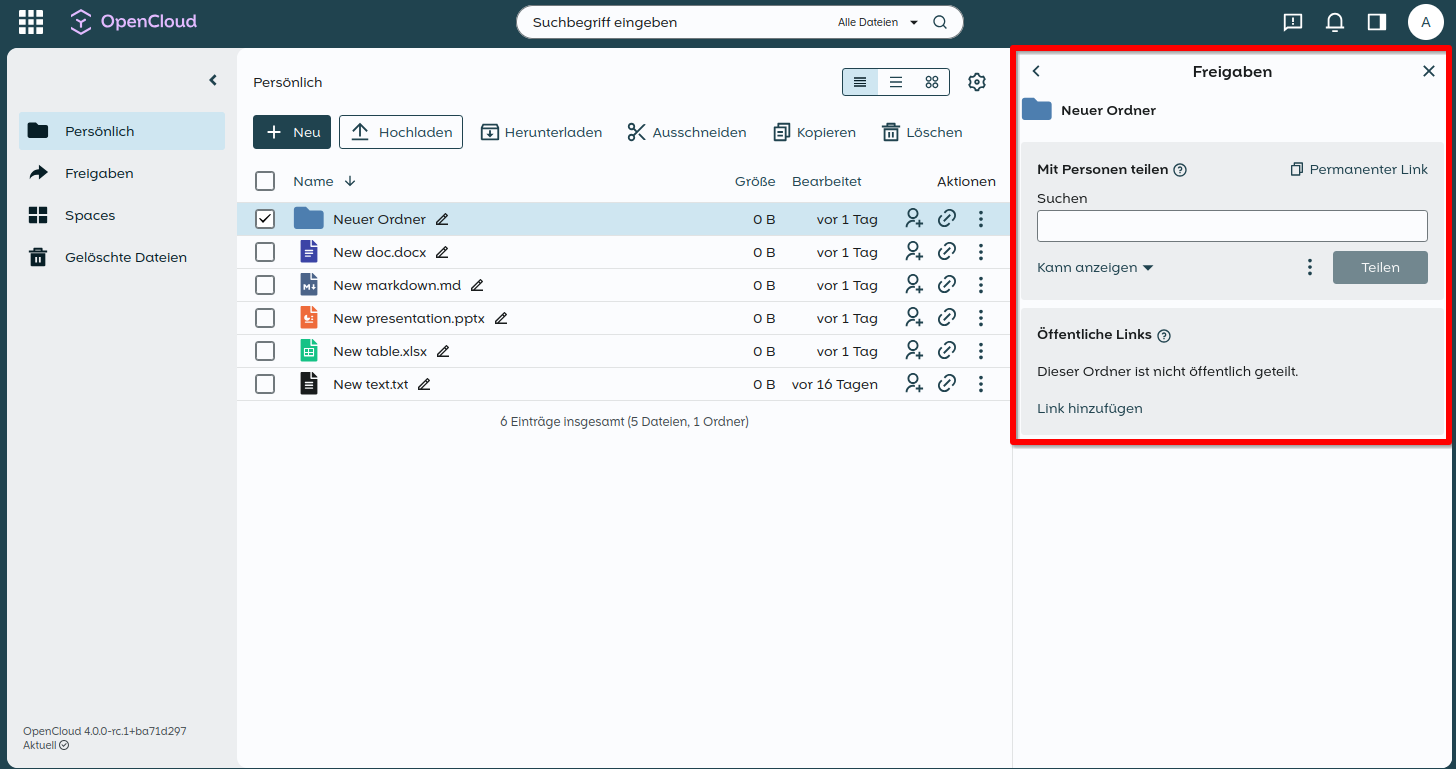 OpenCloud
Suchbegriff eingeben
Alle Dateien
A
Persönlich
Freigaben
Spaces
Gelöschte Dateien
OpenCloud 4.0.0-rc.1+ba71d297
Aktuell
Persönlich
Neu Hochladen Herunterladen Ausschneiden Kopieren Löschen
Name Größe Bearbeitet Aktionen
Neuer Ordner 0 B vor 1 Tag
New doc.docx 0 B vor 1 Tag
New markdown.md 0 B vor 1 Tag
New presentation.pptx 0 B vor 1 Tag
New table.xlsx 0 B vor 1 Tag
New text.txt 0 B vor 16 Tagen
6 Einträge insgesamt (5 Dateien, 1 Ordner)
Freigaben
Neuer Ordner
Mit Personen teilen Permanenter Link
Suchen
Kann anzeigen Teilen
Öffentliche Links
Dieser Ordner ist nicht öffentlich geteilt.
Link hinzufügen